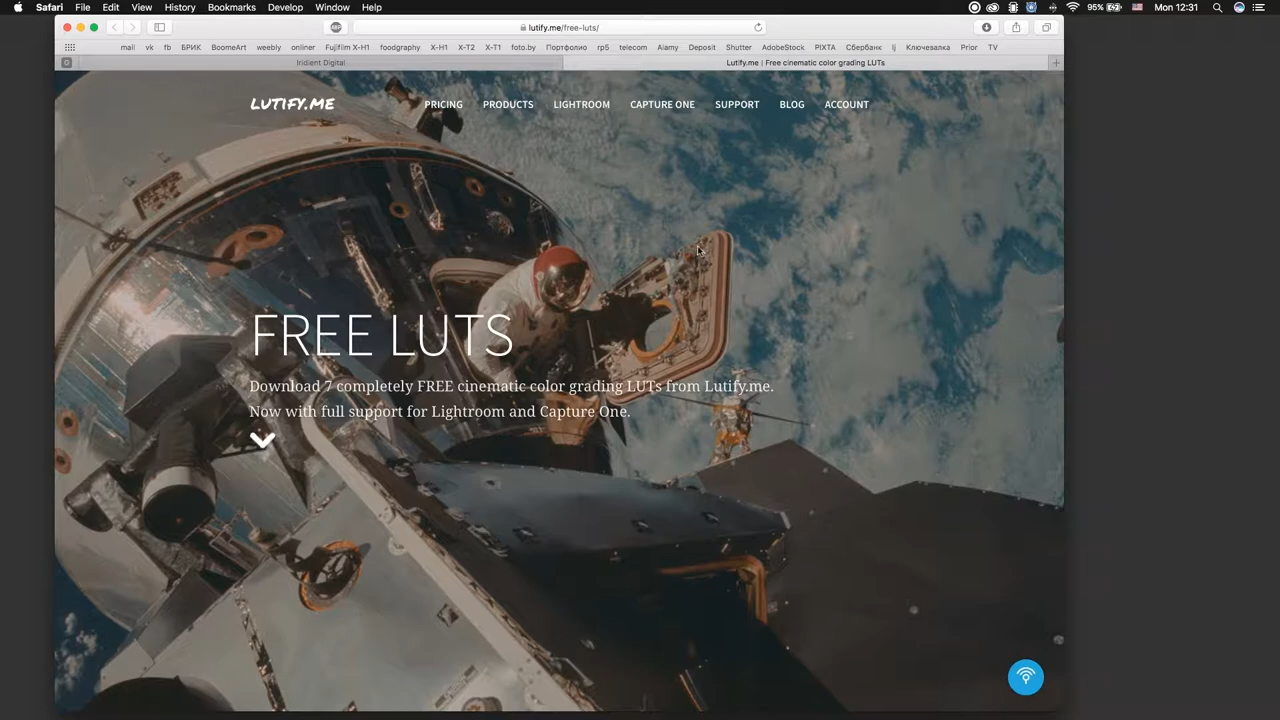 Safari File Edit View History Bookmarks Develop Window Help 95% Mon 12:31
lutify.me/free-luts/
mail vk fb БРИК BoomeArt weebly onliner Fujifilm X-H1 foodgraphy X-H1 X-T2 X-T1 foto.by Портфолио rp5 telecom Alamy Deposit Shutter AdobeStock PIXTA Сбербанк lj Ключевалка Prior TV
Iridient Digital Lutify.me | Free cinematic color grading LUTs
LUTIFY.ME PRICING PRODUCTS LIGHTROOM CAPTURE ONE SUPPORT BLOG ACCOUNT
FREE LUTS
Download 7 completely FREE cinematic color grading LUTs from Lutify.me.
Now with full support for Lightroom and Capture One.